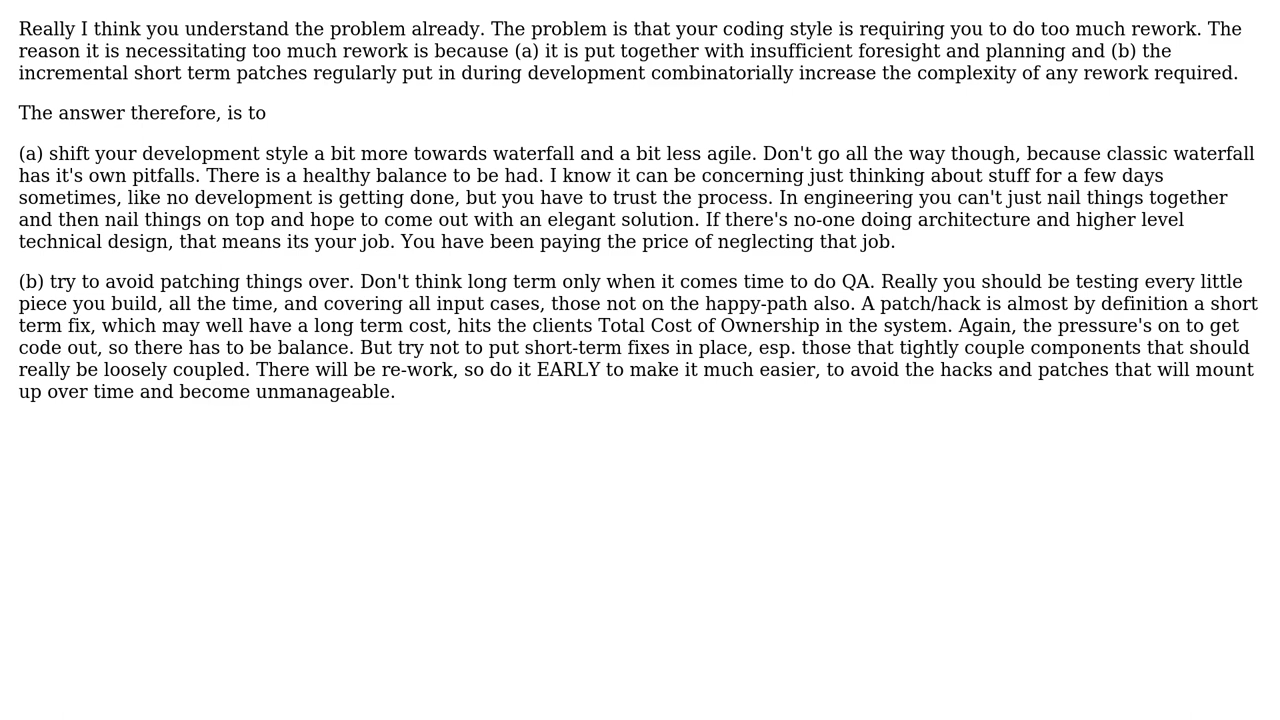 Really I think you understand the problem already. The problem is that your coding style is requiring you to do too much rework. The
reason it is necessitating too much rework is because (a) it is put together with insufficient foresight and planning and (b) the
incremental short term patches regularly put in during development combinatorially increase the complexity of any rework required.
The answer therefore, is to
(a) shift your development style a bit more towards waterfall and a bit less agile. Don't go all the way though, because classic waterfall
has it's own pitfalls. There is a healthy balance to be had. I know it can be concerning just thinking about stuff for a few days
sometimes, like no development is getting done, but you have to trust the process. In engineering you can't just nail things together
and then nail things on top and hope to come out with an elegant solution. If there's no-one doing architecture and higher level
technical design, that means its your job. You have been paying the price of neglecting that job.
(b) try to avoid patching things over. Don't think long term only when it comes time to do QA. Really you should be testing every little
piece you build, all the time, and covering all input cases, those not on the happy-path also. A patch/hack is almost by definition a short
term fix, which may well have a long term cost, hits the clients Total Cost of Ownership in the system. Again, the pressure's on to get
code out, so there has to be balance. But try not to put short-term fixes in place, esp. those that tightly couple components that should
really be loosely coupled. There will be re-work, so do it EARLY to make it much easier, to avoid the hacks and patches that will mount
up over time and become unmanageable.